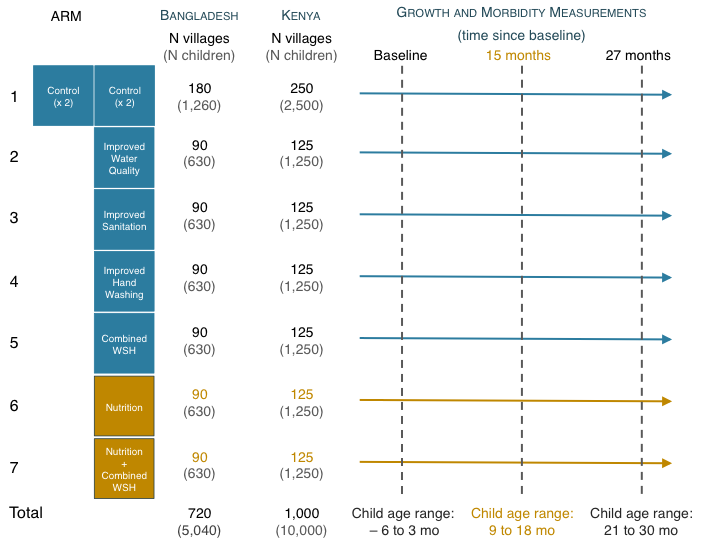 ARM
BANGLADESH
KENYA
GROWTH AND MORBIDITY MEASUREMENTS
N villages
(N children)
N villages
(N children)
(time since baseline)
Baseline
15 months
27 months
1
Control
(x 2)
Control
(x 2)
180
(1,260)
250
(2,500)
2
Improved
Water
Quality
90
(630)
125
(1,250)
3
Improved
Sanitation
90
(630)
125
(1,250)
4
Improved
Hand
Washing
90
(630)
125
(1,250)
5
Combined
WSH
90
(630)
125
(1,250)
6
Nutrition
90
(630)
125
(1,250)
7
Nutrition
+
Combined
WSH
90
(630)
125
(1,250)
Total
720
(5,040)
1,000
(10,000)
Child age range:
– 6 to 3 mo
Child age range:
9 to 18 mo
Child age range:
21 to 30 mo